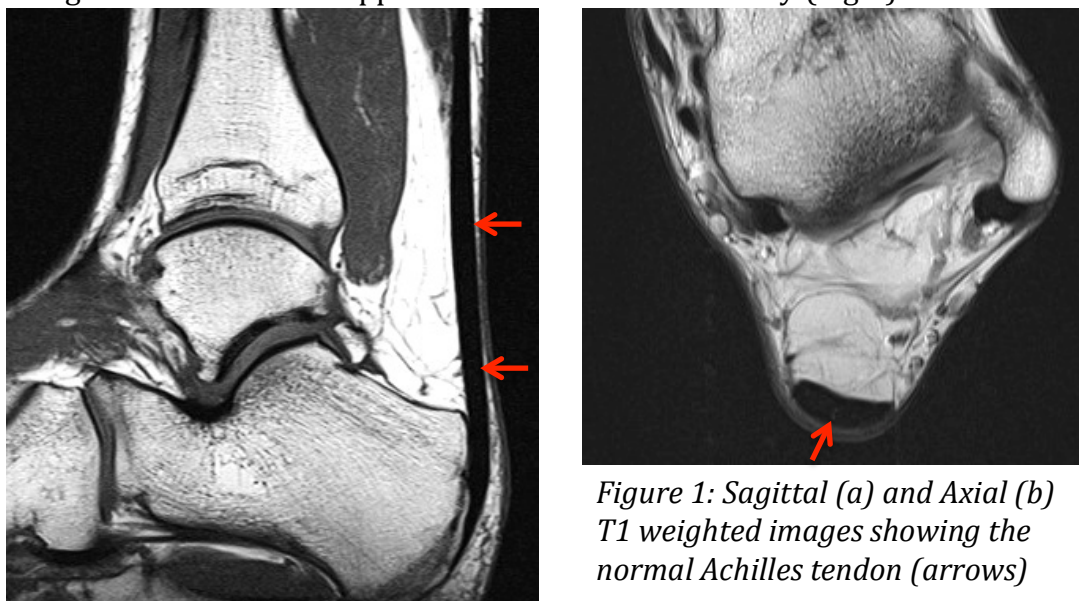 Figure 1: Sagittal (a) and Axial (b)
T1 weighted images showing the
normal Achilles tendon (arrows)